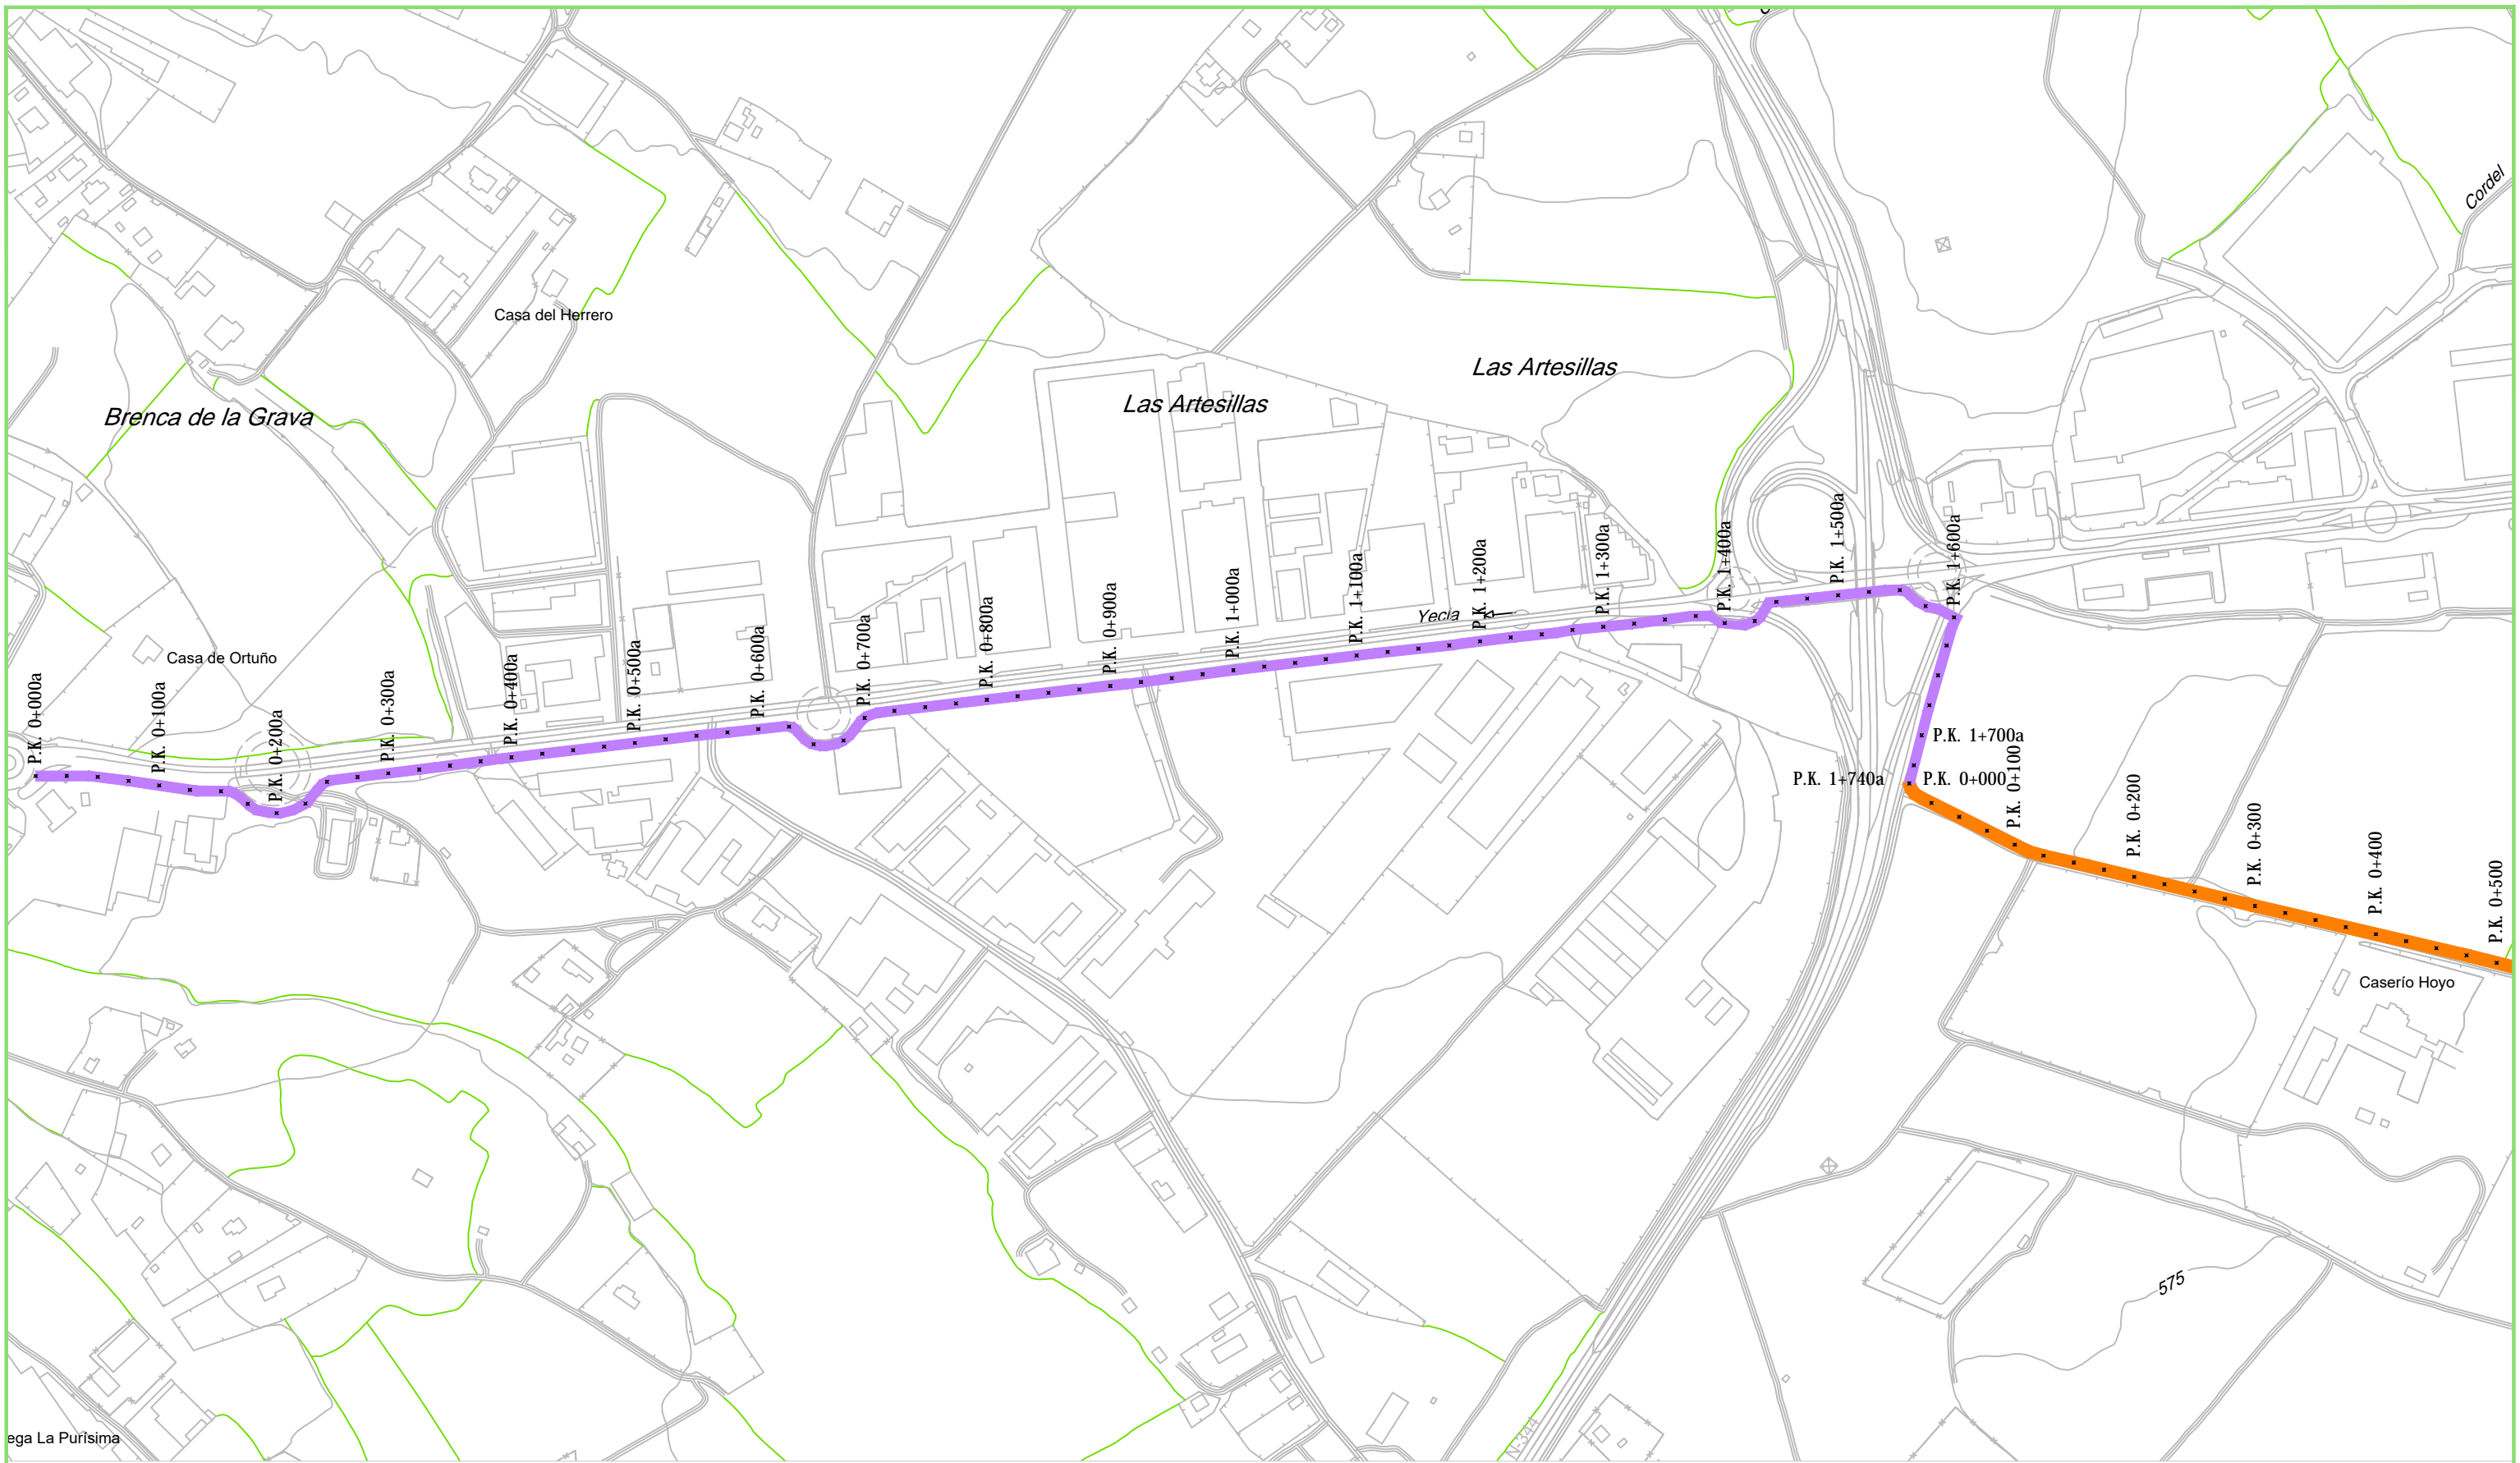 Cordel
Casa del Herrero
Las Artesillas
Las Artesillas
Brenca de la Grava
Casa de Ortuño
Yecla
P.K. 0+000a
P.K. 0+100a
P.K. 0+200a
P.K. 0+300a
P.K. 0+400a
P.K. 0+500a
P.K. 0+600a
P.K. 0+700a
P.K. 0+800a
P.K. 0+900a
P.K. 1+000a
P.K. 1+100a
P.K. 1+200a
P.K. 1+300a
P.K. 1+400a
P.K. 1+500a
P.K. 1+600a
P.K. 1+700a
P.K. 1+740a
P.K. 0+000
P.K. 0+100
P.K. 0+200
P.K. 0+300
P.K. 0+400
P.K. 0+500
Caserío Hoyo
575
N-344
ega La Purísima